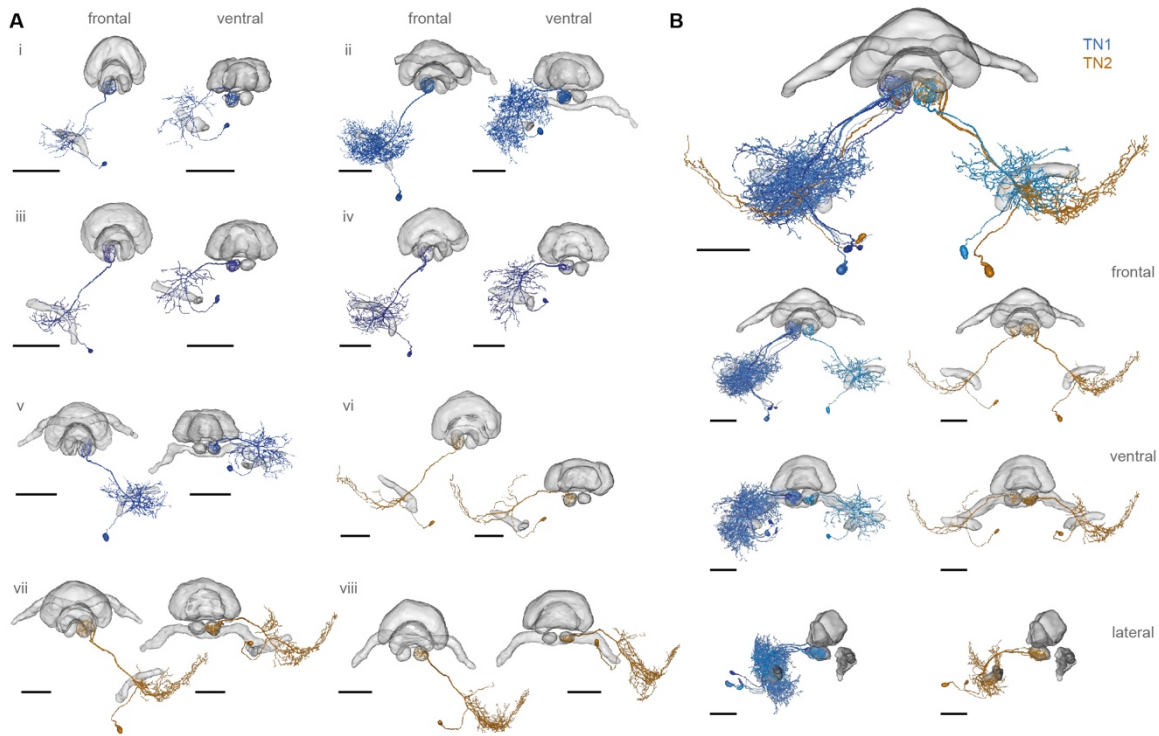 A
frontal ventral frontal ventral
i ii
iii iv
v vi
vii viii
B
TN1
TN2
frontal
ventral
lateral